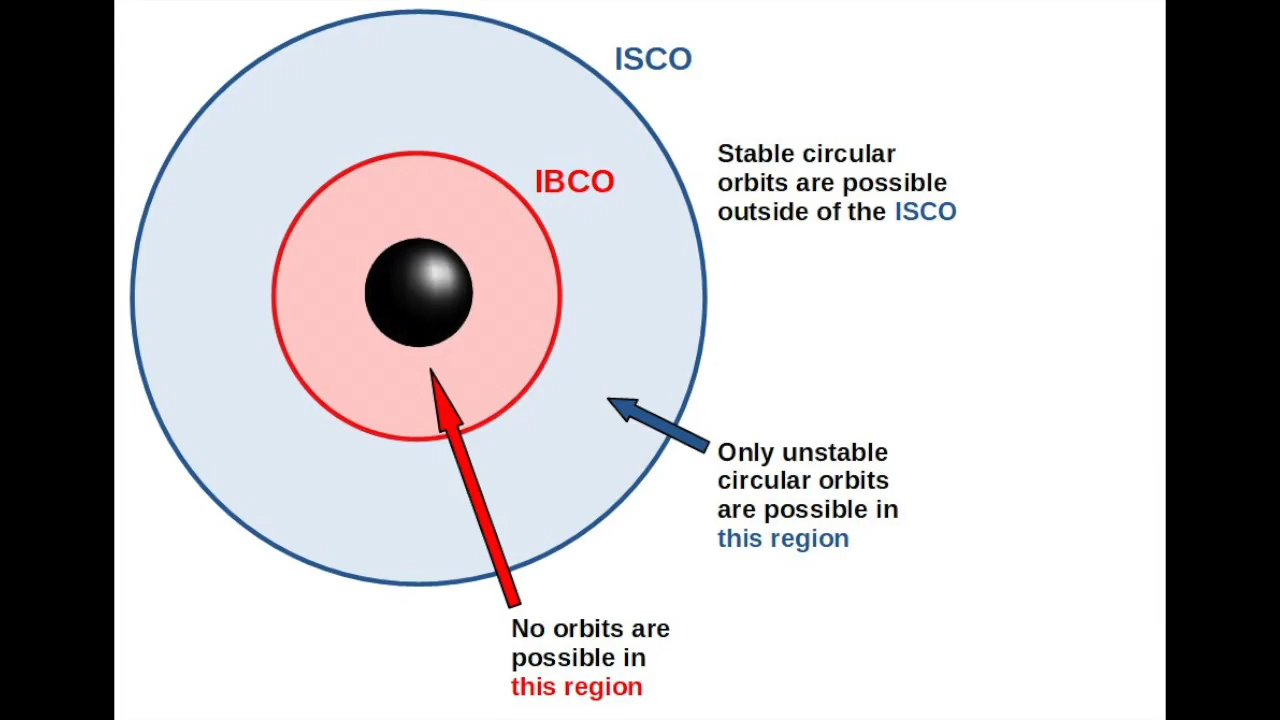 ISCO
Stable circular
orbits are possible
outside of the ISCO
IBCO
Only unstable
circular orbits
are possible in
this region
No orbits are
possible in
this region